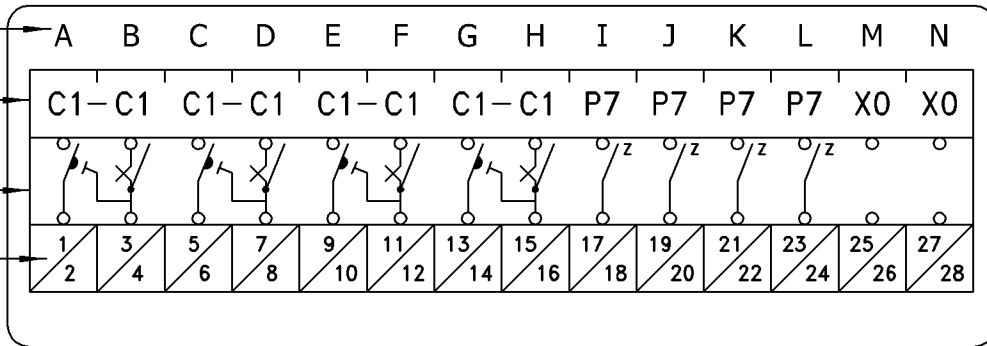 A B C D E F G H I J K L M N
C1-C1 C1-C1 C1-C1 C1-C1 P7 P7 P7 P7 X0 X0
z z z z
1 3 5 7 9 11 13 15 17 19 21 23 25 27
2 4 6 8 10 12 14 16 18 20 22 24 26 28